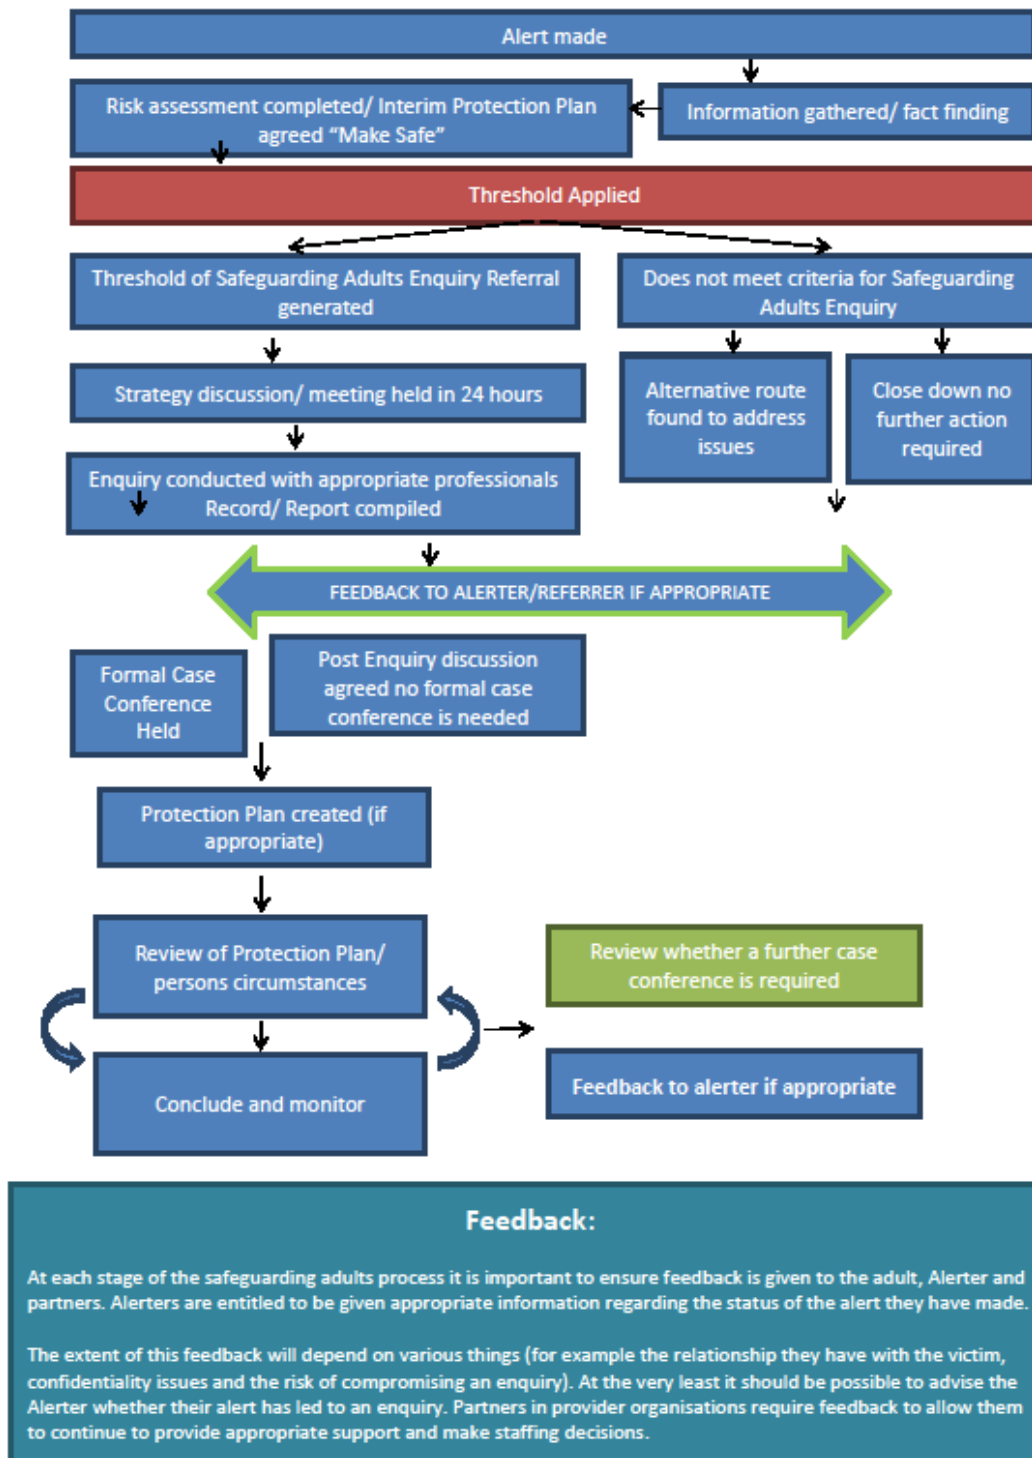 Alert made
Risk assessment completed/ Interim Protection Plan
agreed “Make Safe”
Information gathered/ fact finding
Threshold Applied
Threshold of Safeguarding Adults Enquiry Referral
generated
Does not meet criteria for Safeguarding
Adults Enquiry
Strategy discussion/ meeting held in 24 hours
Alternative route
found to address
issues
Close down no
further action
required
Enquiry conducted with appropriate professionals
Record/ Report compiled
FEEDBACK TO ALERTER/REFERRER IF APPROPRIATE
Formal Case
Conference
Held
Post Enquiry discussion
agreed no formal case
conference is needed
Protection Plan created (if
appropriate)
Review of Protection Plan/
persons circumstances
Review whether a further case
conference is required
Conclude and monitor
Feedback to alerter if appropriate
Feedback:
At each stage of the safeguarding adults process it is important to ensure feedback is given to the adult, Alerter and
partners. Alerters are entitled to be given appropriate information regarding the status of the alert they have made.
The extent of this feedback will depend on various things (for example the relationship they have with the victim,
confidentiality issues and the risk of compromising an enquiry). At the very least it should be possible to advise the
Alerter whether their alert has led to an enquiry. Partners in provider organisations require feedback to allow them
to continue to provide appropriate support and make staffing decisions.